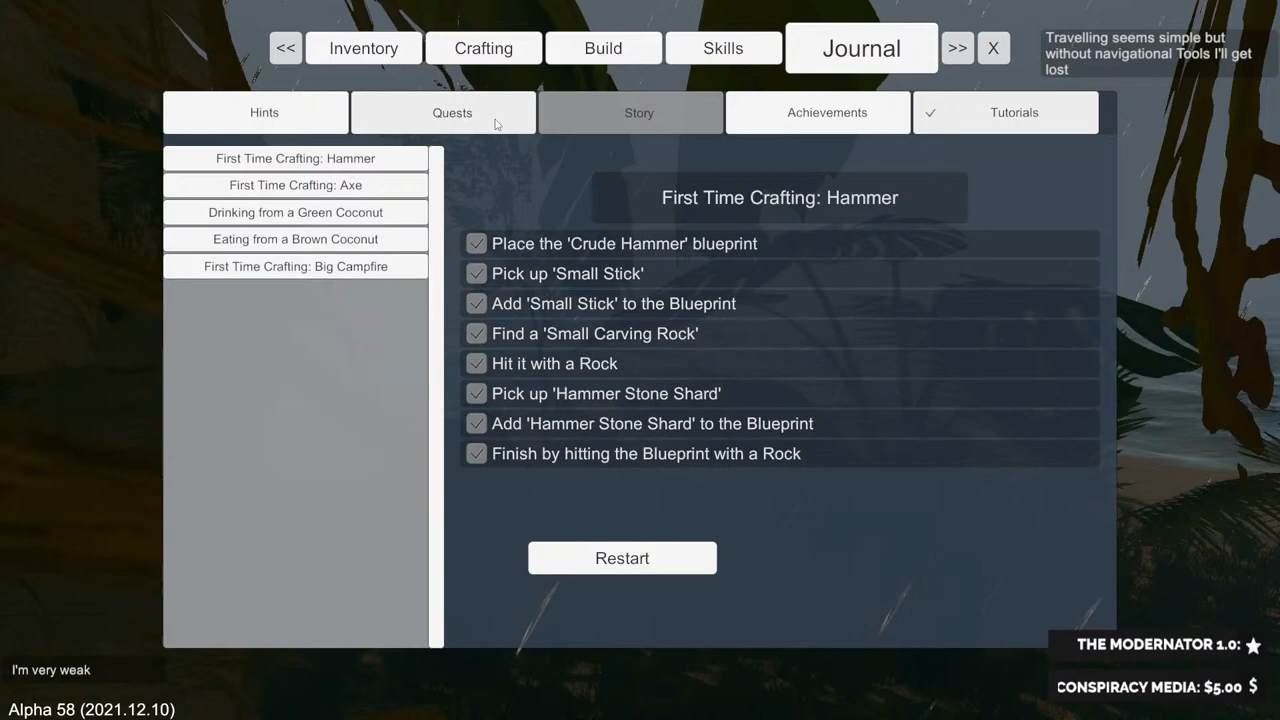 << Inventory Crafting Build Skills Journal >> X
Travelling seems simple but
without navigational Tools I'll get
lost
Hints Quests Story Achievements Tutorials
First Time Crafting: Hammer
First Time Crafting: Axe
Drinking from a Green Coconut
Eating from a Brown Coconut
First Time Crafting: Big Campfire
First Time Crafting: Hammer
Place the 'Crude Hammer' blueprint
Pick up 'Small Stick'
Add 'Small Stick' to the Blueprint
Find a 'Small Carving Rock'
Hit it with a Rock
Pick up 'Hammer Stone Shard'
Add 'Hammer Stone Shard' to the Blueprint
Finish by hitting the Blueprint with a Rock
Restart
I'm very weak
Alpha 58 (2021.12.10)
THE MODERNATOR 1.0:
CONSPIRACY MEDIA: $5.00 $